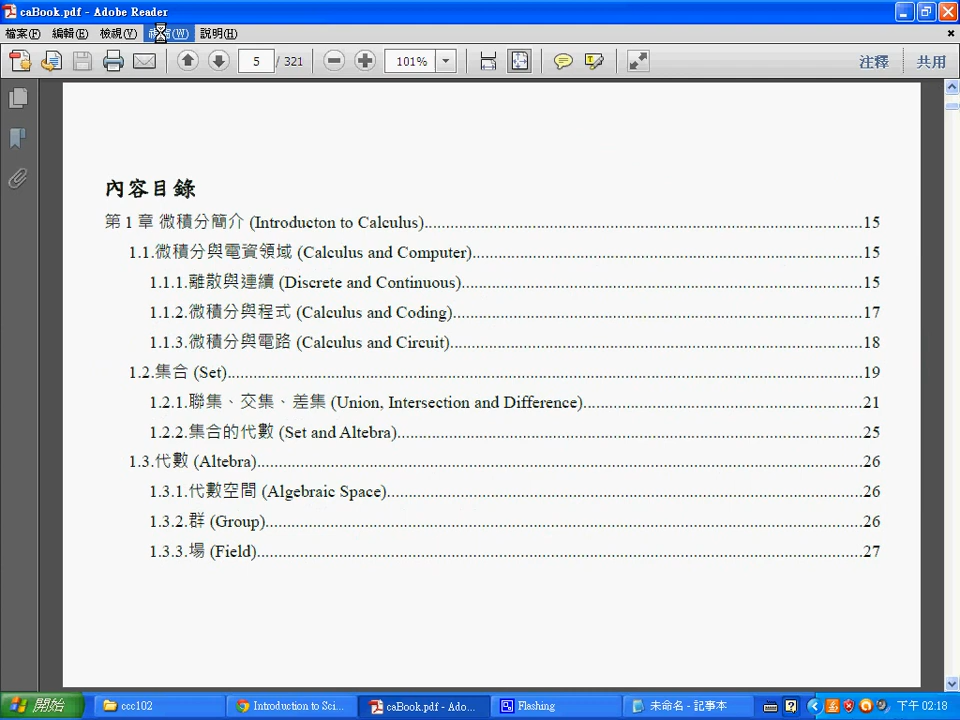 caBook.pdf - Adobe Reader
檔案(F) 編輯(E) 檢視(V) 視窗(W) 說明(H)
5 / 321 101% 注釋 共用
內容目錄
第 1 章 微積分簡介 (Introducton to Calculus)....................15
1.1.微積分與電資領域 (Calculus and Computer)....................15
1.1.1.離散與連續 (Discrete and Continuous)....................15
1.1.2.微積分與程式 (Calculus and Coding)....................17
1.1.3.微積分與電路 (Calculus and Circuit)....................18
1.2.集合 (Set)....................19
1.2.1.聯集、交集、差集 (Union, Intersection and Difference)....................21
1.2.2.集合的代數 (Set and Altebra)....................25
1.3.代數 (Altebra)....................26
1.3.1.代數空間 (Algebraic Space)....................26
1.3.2.群 (Group)....................26
1.3.3.場 (Field)....................27
開始 ccc102 Introduction to Sci... caBook.pdf - Ado... Flashing 未命名 - 記事本 下午 02:18